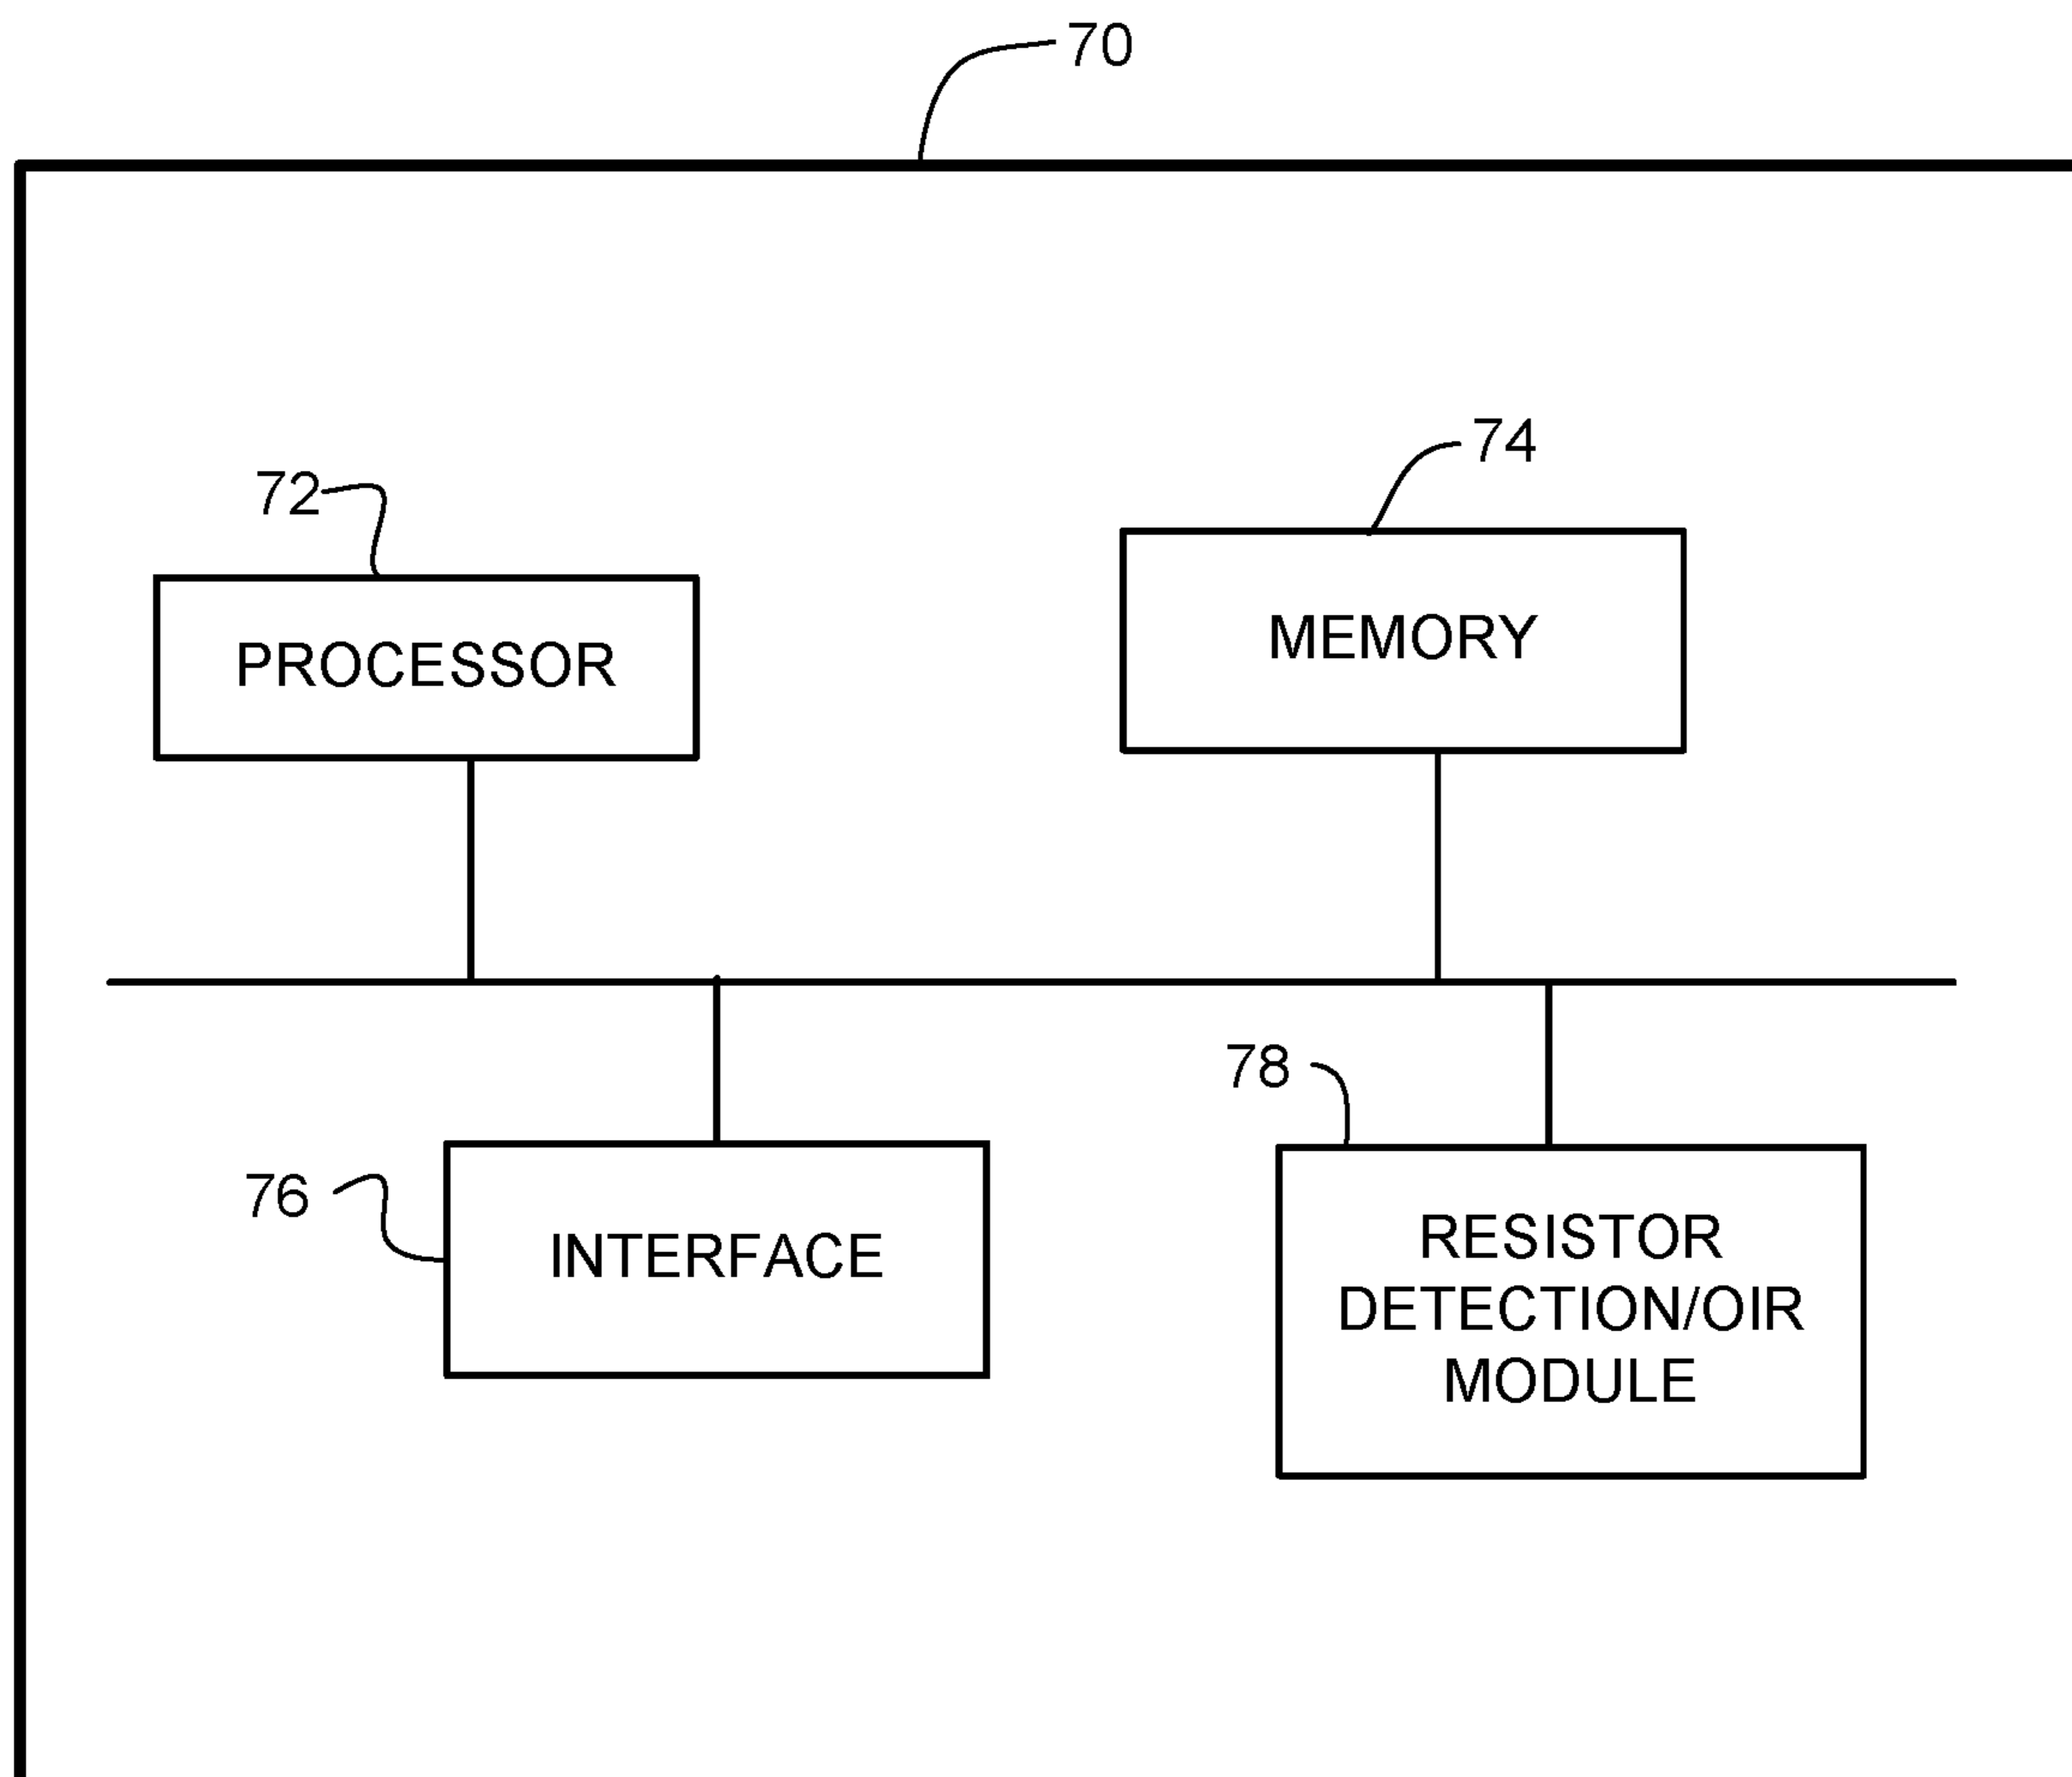 70
74
72
MEMORY
PROCESSOR
78
76
RESISTOR
INTERFACE
DETECTION/OIR
MODULE